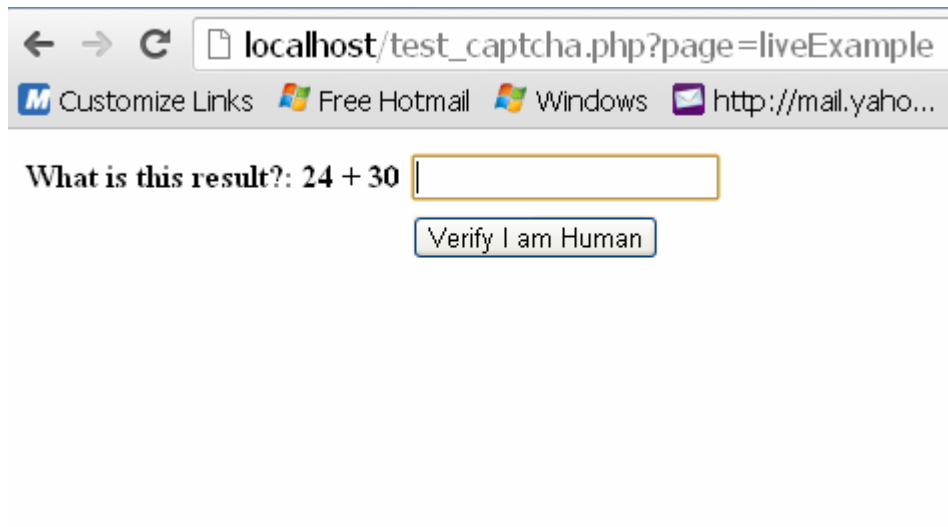 localhost/test_captcha.php?page=liveExample
Customize Links Free Hotmail Windows http://mail.yaho...
What is this result?: 24 + 30
Verify I am Human